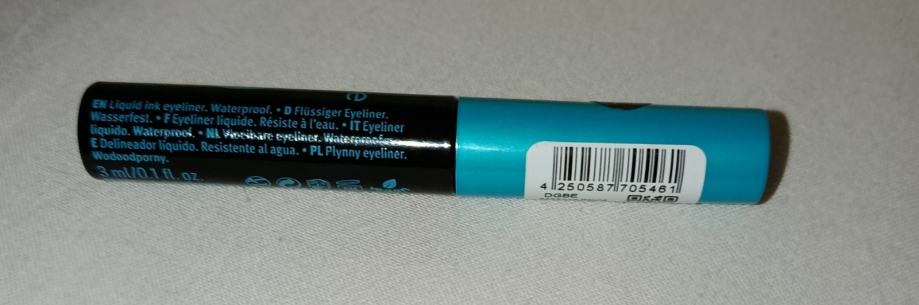 EN Liquid ink eyeliner. Waterproof. • D Flüssiger Eyeliner.
Wasserfest. • F Eyeliner liquide. Résiste à l'eau. • IT Eyeliner
liquido. Waterproof. • NL Vloeibare eyeliner. Waterproof.
E Delineador líquido. Resistente al agua. • PL Płynny eyeliner.
Wodoodporny.
3 ml/0.1 fl. oz.
4 250587 705461
DGBE